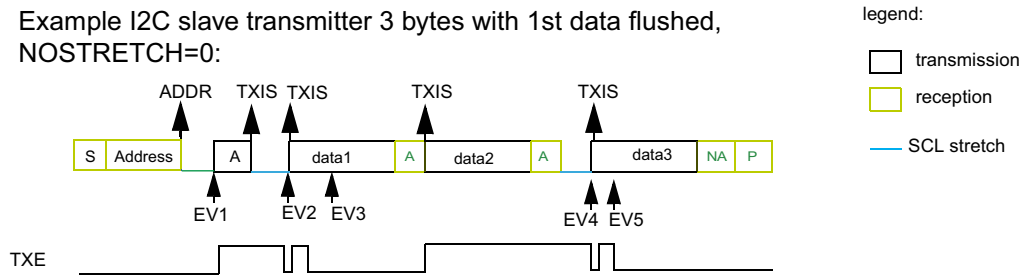 Example I2C slave transmitter 3 bytes with 1st data flushed,
NOSTRETCH=0:
legend:
transmission
reception
SCL stretch
ADDR TXIS TXIS TXIS TXIS
S Address A data1 A data2 A data3 NA P
EV1 EV2 EV3 EV4 EV5
TXE